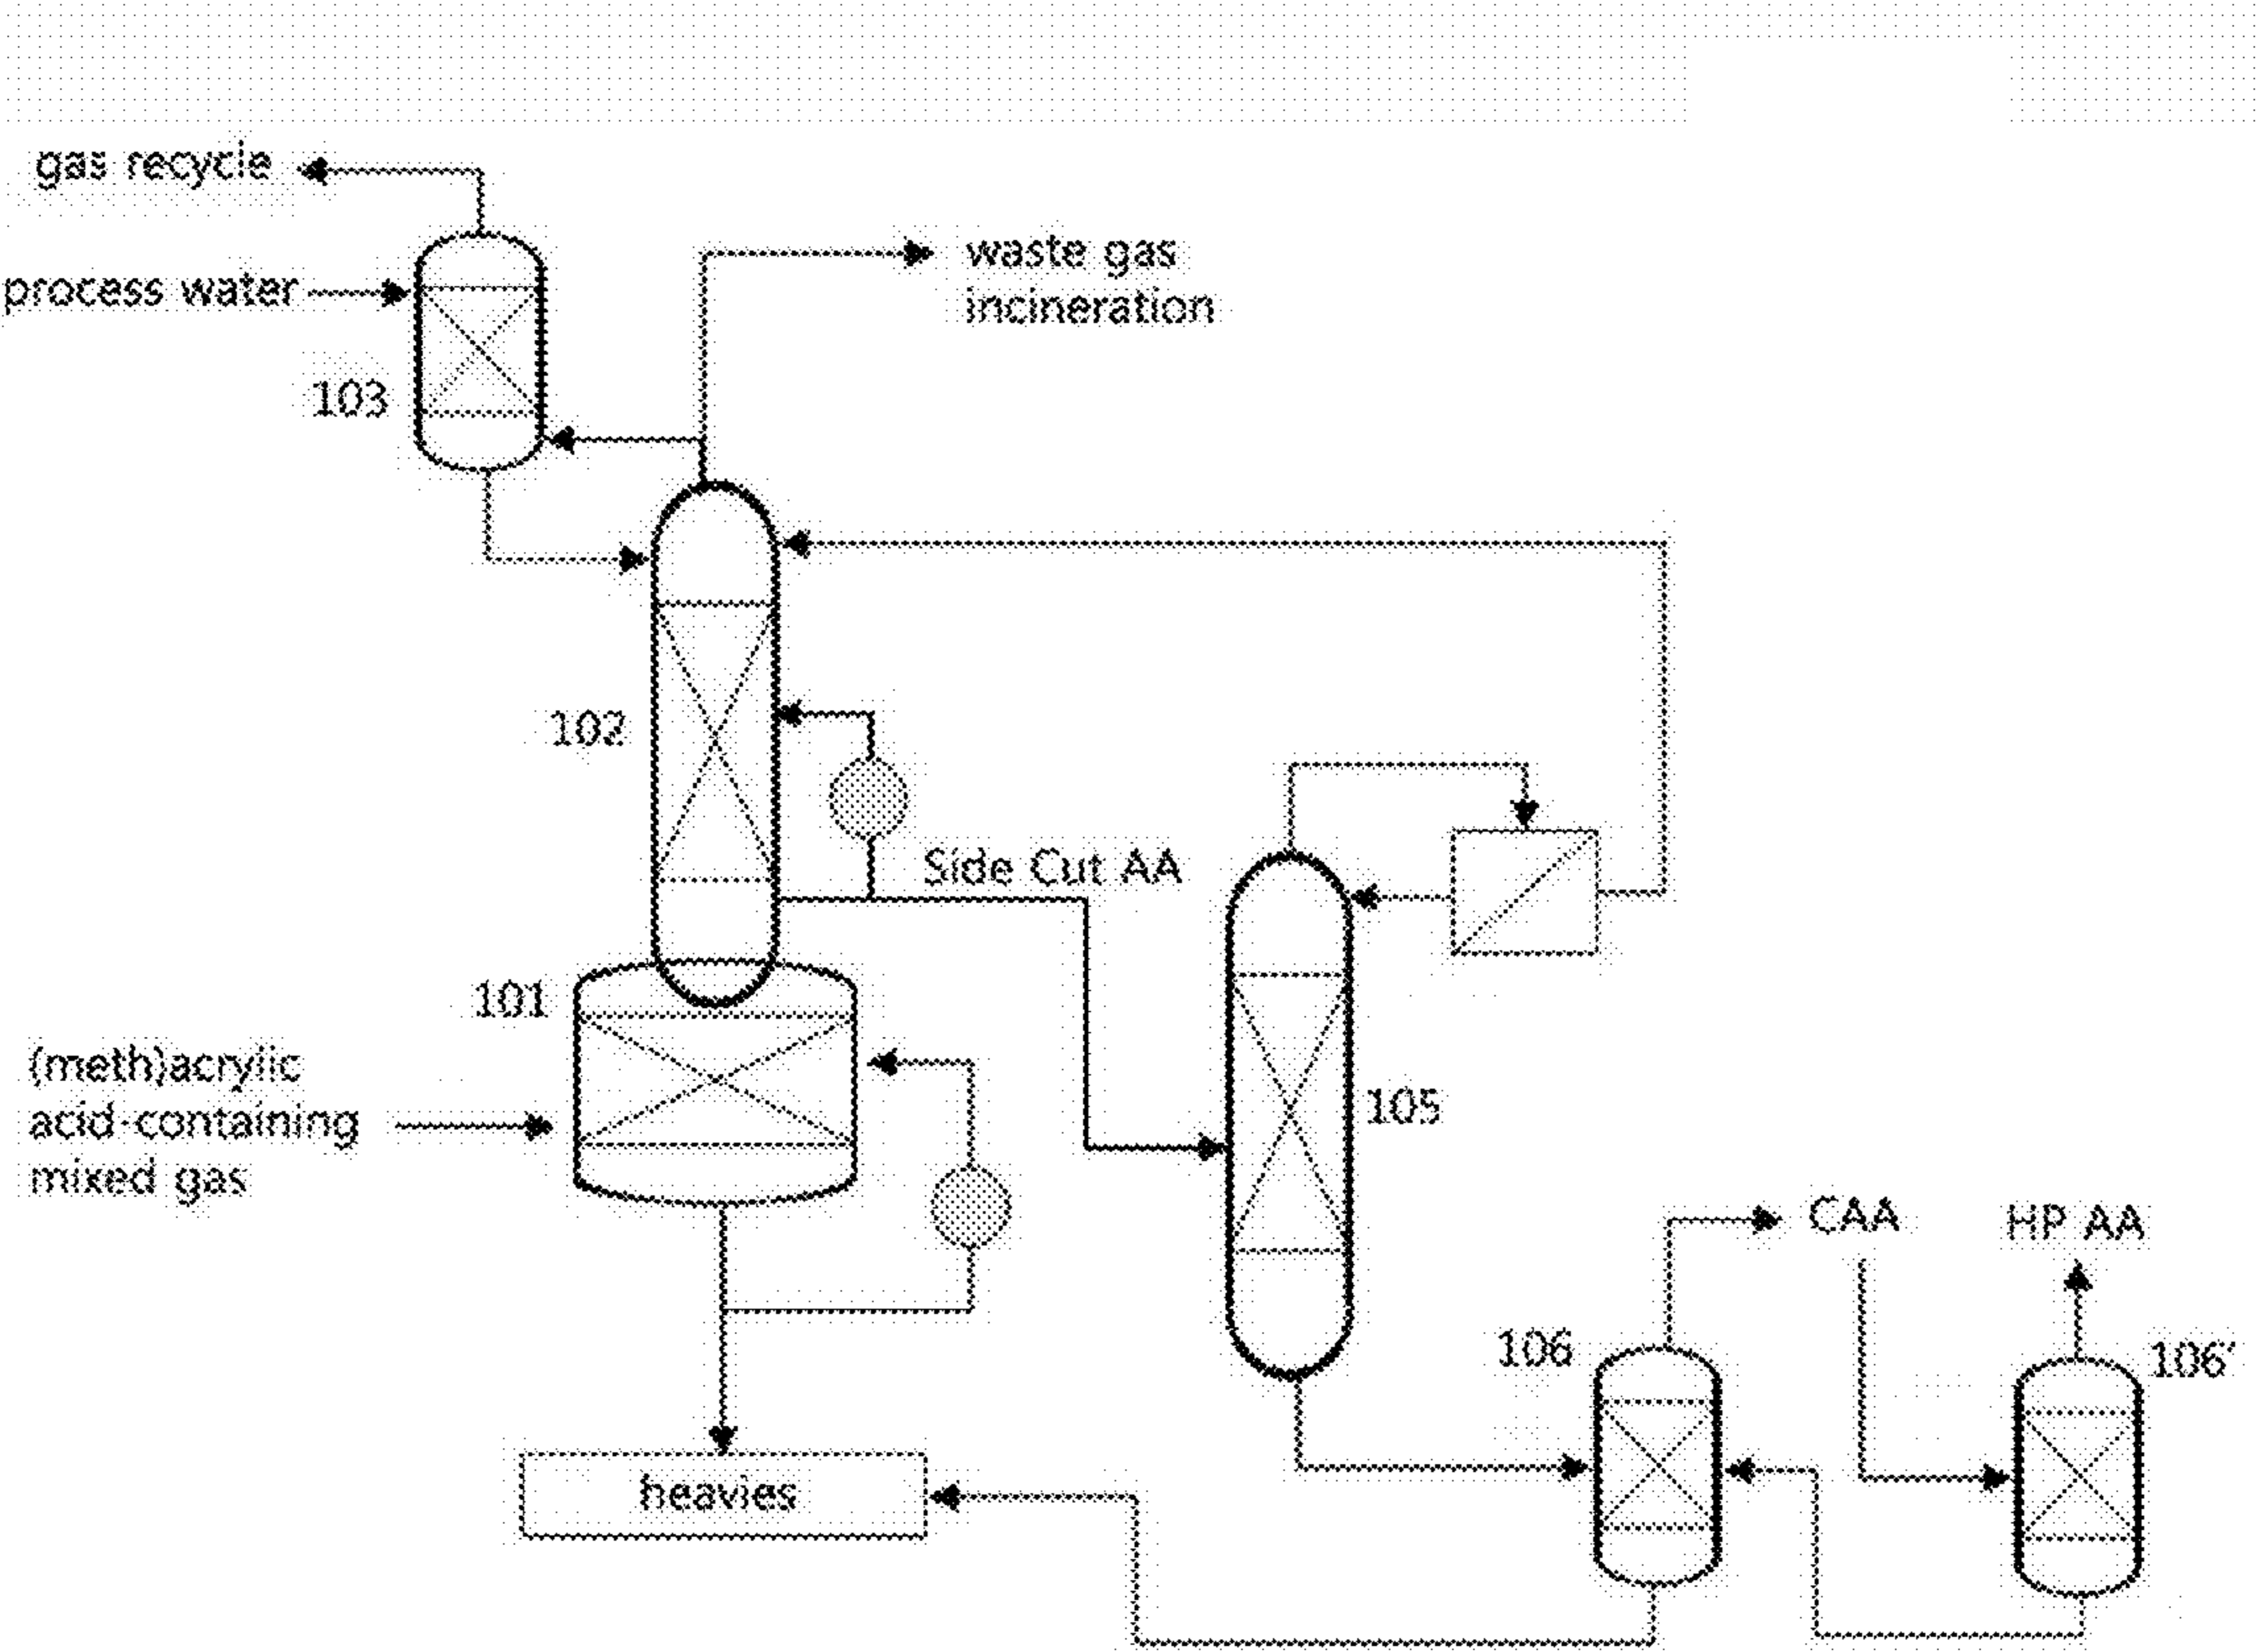 gas recycle
process water
waste gas
incineration
103
102
Side Cut AA
101
(meth)acrylic
acid-containing
mixed gas
105
CAA
HP AA
106
106'
heavies